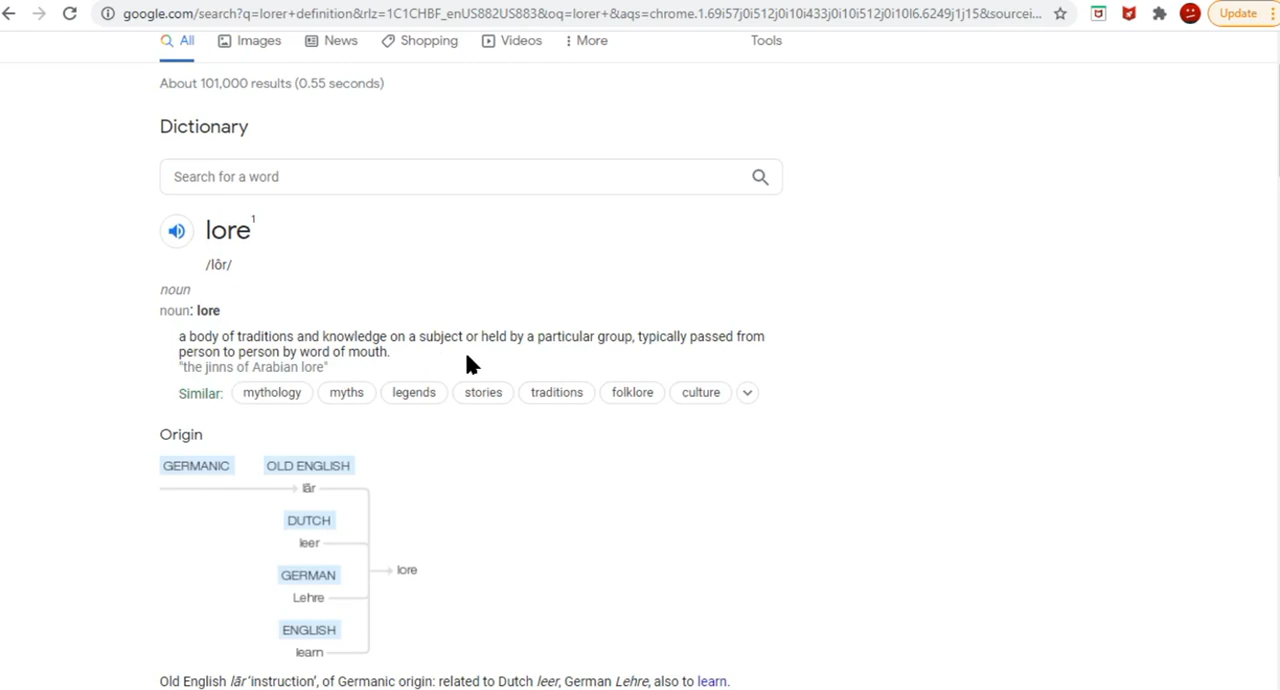 google.com/search?q=lorer+definition&rlz=1C1CHBF_enUS882US883&oq=lorer+&aqs=chrome.1.69i57j0i512j0i10i433j0i10i512j0i10l6.6249j1j15&sourcei...
Update
All Images News Shopping Videos More Tools
About 101,000 results (0.55 seconds)
Dictionary
Search for a word
lore1
/lôr/
noun
noun: lore
a body of traditions and knowledge on a subject or held by a particular group, typically passed from
person to person by word of mouth.
"the jinns of Arabian lore"
Similar: mythology myths legends stories traditions folklore culture
Origin
GERMANIC OLD ENGLISH
lār
DUTCH
leer
lore
GERMAN
Lehre
ENGLISH
learn
Old English lār 'instruction', of Germanic origin: related to Dutch leer, German Lehre, also to learn.